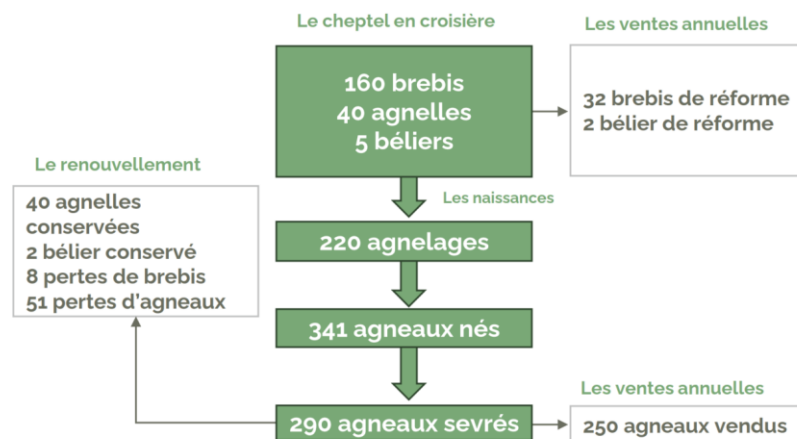 Le cheptel en croisière
Les ventes annuelles
160 brebis
40 agnelles
5 béliers
32 brebis de réforme
2 bélier de réforme
Le renouvellement
Les naissances
40 agnelles
conservées
2 bélier conservé
8 pertes de brebis
51 pertes d'agneaux
220 agnelages
341 agneaux nés
Les ventes annuelles
290 agneaux sevrés
250 agneaux vendus